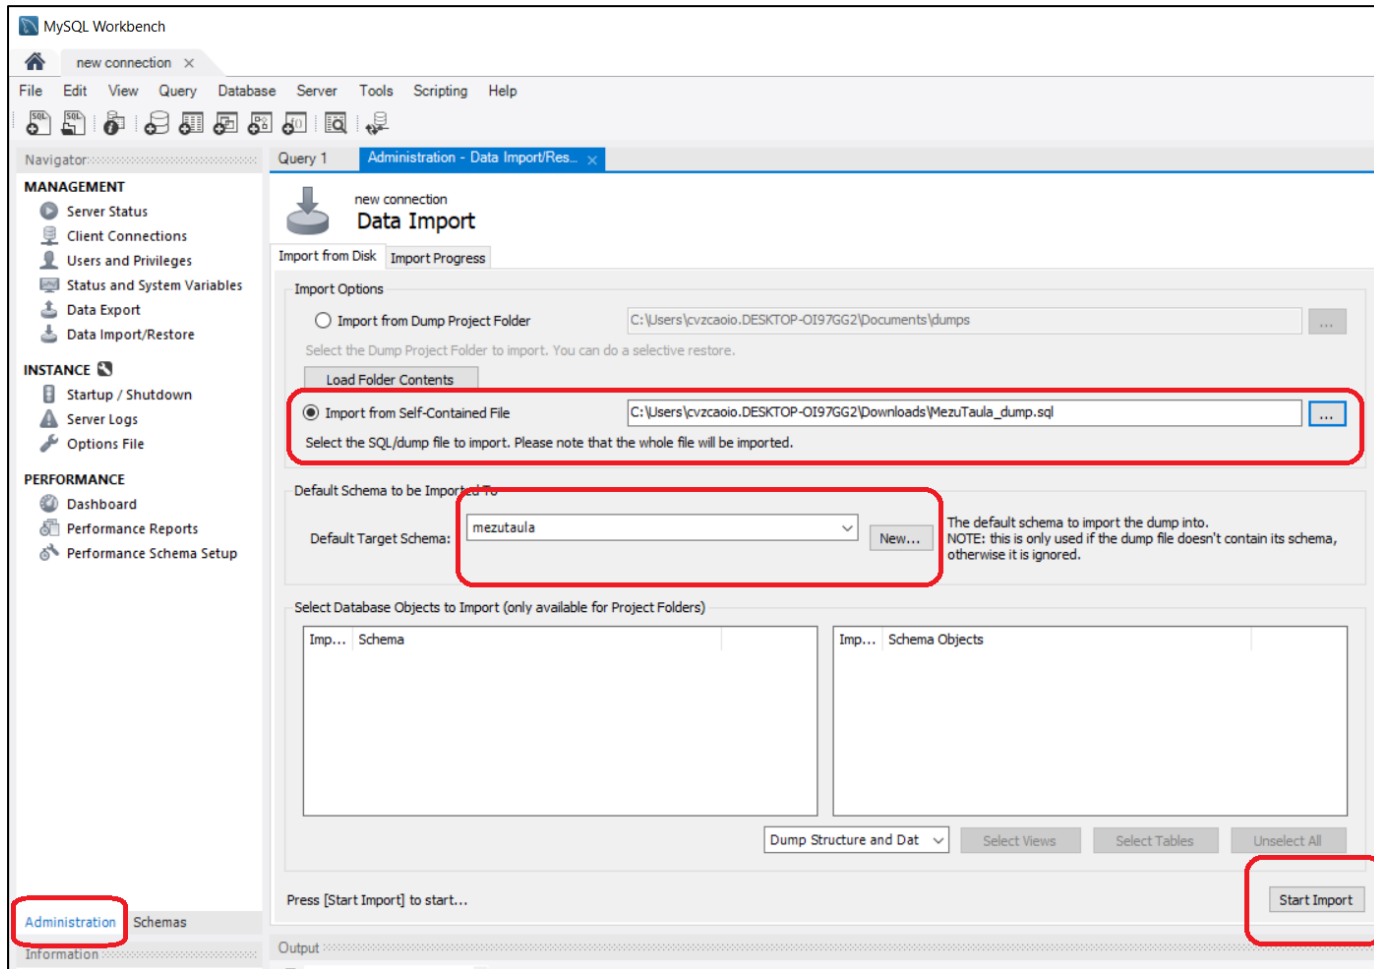 MySQL Workbench
new connection
File Edit View Query Database Server Tools Scripting Help
Navigator
MANAGEMENT
Server Status
Client Connections
Users and Privileges
Status and System Variables
Data Export
Data Import/Restore
INSTANCE
Startup / Shutdown
Server Logs
Options File
PERFORMANCE
Dashboard
Performance Reports
Performance Schema Setup
Administration Schemas
Information
Query 1 Administration - Data Import/Res...
new connection
Data Import
Import from Disk Import Progress
Import Options
Import from Dump Project Folder C:\Users\cvzcaoio.DESKTOP-OI97GG2\Documents\dumps ...
Select the Dump Project Folder to import. You can do a selective restore.
Load Folder Contents
Import from Self-Contained File C:\Users\cvzcaoio.DESKTOP-OI97GG2\Downloads\MezuTaula_dump.sql ...
Select the SQL/dump file to import. Please note that the whole file will be imported.
Default Schema to be Imported To
Default Target Schema: mezutaula New...
The default schema to import the dump into.
NOTE: this is only used if the dump file doesn't contain its schema,
otherwise it is ignored.
Select Database Objects to Import (only available for Project Folders)
Imp... Schema
Imp... Schema Objects
Dump Structure and Dat Select Views Select Tables Unselect All
Press [Start Import] to start...
Start Import
Output